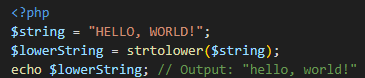 <?php
$string = "HELLO, WORLD!";
$lowerString = strtolower($string);
echo $lowerString; // Output: "hello, world!"